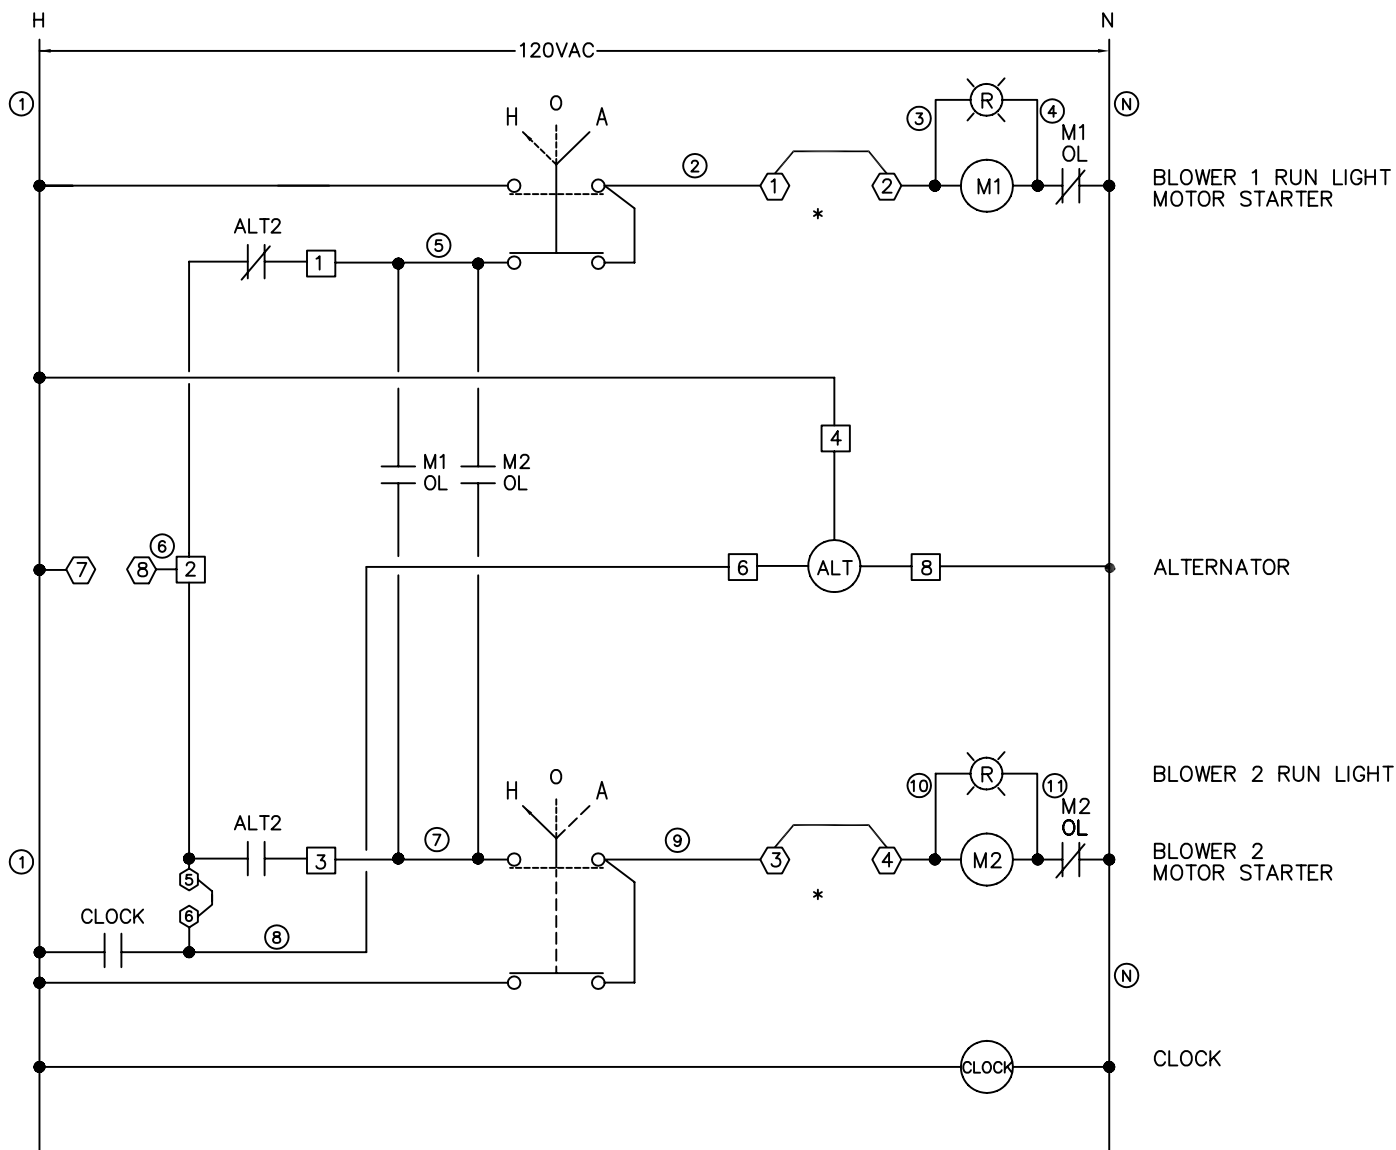 H
N
120VAC
1
H
O
A
2
3
R
4
N
M1
OL
1
2
M1
*
BLOWER 1 RUN LIGHT
MOTOR STARTER
ALT2
1
5
4
M1
OL
M2
OL
7
8
6
2
6
ALT
8
ALTERNATOR
H
O
A
10
R
11
BLOWER 2 RUN LIGHT
M2
OL
ALT2
1
3
7
9
3
4
M2
*
BLOWER 2
MOTOR STARTER
5
6
CLOCK
8
N
CLOCK
CLOCK